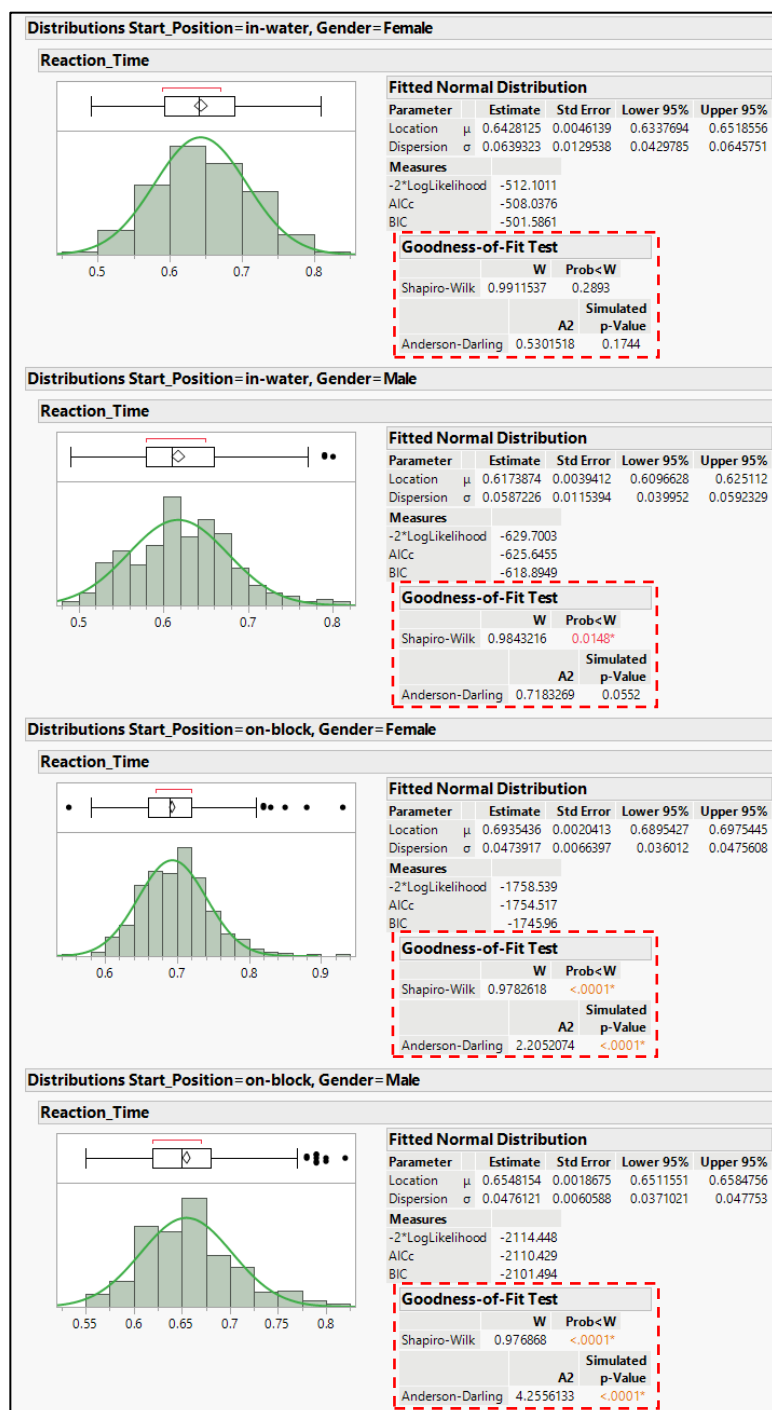 Distributions Start_Position=in-water, Gender=Female
Reaction_Time
0.5 0.6 0.7 0.8
Fitted Normal Distribution
Parameter Estimate Std Error Lower 95% Upper 95%
Location μ 0.6428125 0.0046139 0.6337694 0.6518556
Dispersion σ 0.0639323 0.0129538 0.0429785 0.0645751
Measures
-2*LogLikelihood -512.1011
AICc -508.0376
BIC -501.5861
Goodness-of-Fit Test
W Prob<W
Shapiro-Wilk 0.9911537 0.2893
Simulated
A2 p-Value
Anderson-Darling 0.5301518 0.1744
Distributions Start_Position=in-water, Gender=Male
Reaction_Time
0.5 0.6 0.7 0.8
Fitted Normal Distribution
Parameter Estimate Std Error Lower 95% Upper 95%
Location μ 0.6173874 0.0039412 0.6096628 0.625112
Dispersion σ 0.0587226 0.0115394 0.039952 0.0592329
Measures
-2*LogLikelihood -629.7003
AICc -625.6455
BIC -618.8949
Goodness-of-Fit Test
W Prob<W
Shapiro-Wilk 0.9843216 0.0148*
Simulated
A2 p-Value
Anderson-Darling 0.7183269 0.0552
Distributions Start_Position=on-block, Gender=Female
Reaction_Time
0.6 0.7 0.8 0.9
Fitted Normal Distribution
Parameter Estimate Std Error Lower 95% Upper 95%
Location μ 0.6935436 0.0020413 0.6895427 0.6975445
Dispersion σ 0.0473917 0.0066397 0.036012 0.0475608
Measures
-2*LogLikelihood -1758.539
AICc -1754.517
BIC -1745.96
Goodness-of-Fit Test
W Prob<W
Shapiro-Wilk 0.9782618 <.0001*
Simulated
A2 p-Value
Anderson-Darling 2.2052074 <.0001*
Distributions Start_Position=on-block, Gender=Male
Reaction_Time
0.55 0.6 0.65 0.7 0.75 0.8
Fitted Normal Distribution
Parameter Estimate Std Error Lower 95% Upper 95%
Location μ 0.6548154 0.0018675 0.6511551 0.6584756
Dispersion σ 0.0476121 0.0060588 0.0371021 0.047753
Measures
-2*LogLikelihood -2114.448
AICc -2110.429
BIC -2101.494
Goodness-of-Fit Test
W Prob<W
Shapiro-Wilk 0.976868 <.0001*
Simulated
A2 p-Value
Anderson-Darling 4.2556133 <.0001*